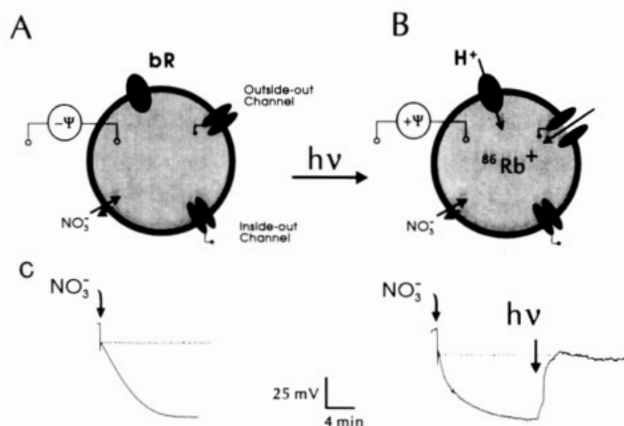 A
bR
−Ψ
Outside-out
Channel
NO₃⁻
Inside-out
Channel
hν
B
H⁺
+Ψ
⁸⁶Rb⁺
NO₃⁻
C
NO₃⁻
25 mV
4 min
NO₃⁻
hν